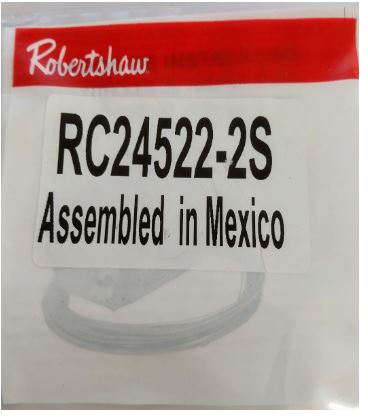 Robertshaw
RC24522-2S
Assembled in Mexico